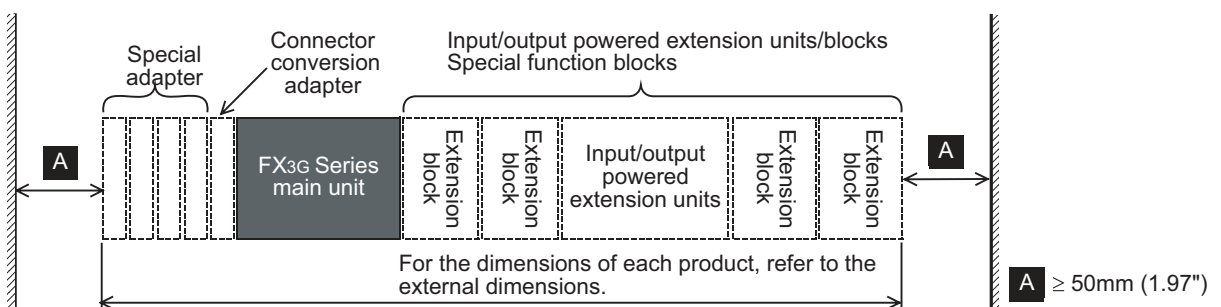 Special
adapter
Connector
conversion
adapter
Input/output powered extension units/blocks
Special function blocks
A
FX3G Series
main unit
Extension
block
Extension
block
Input/output
powered
extension units
Extension
block
Extension
block
A
For the dimensions of each product, refer to the
external dimensions.
A ≥ 50mm (1.97")